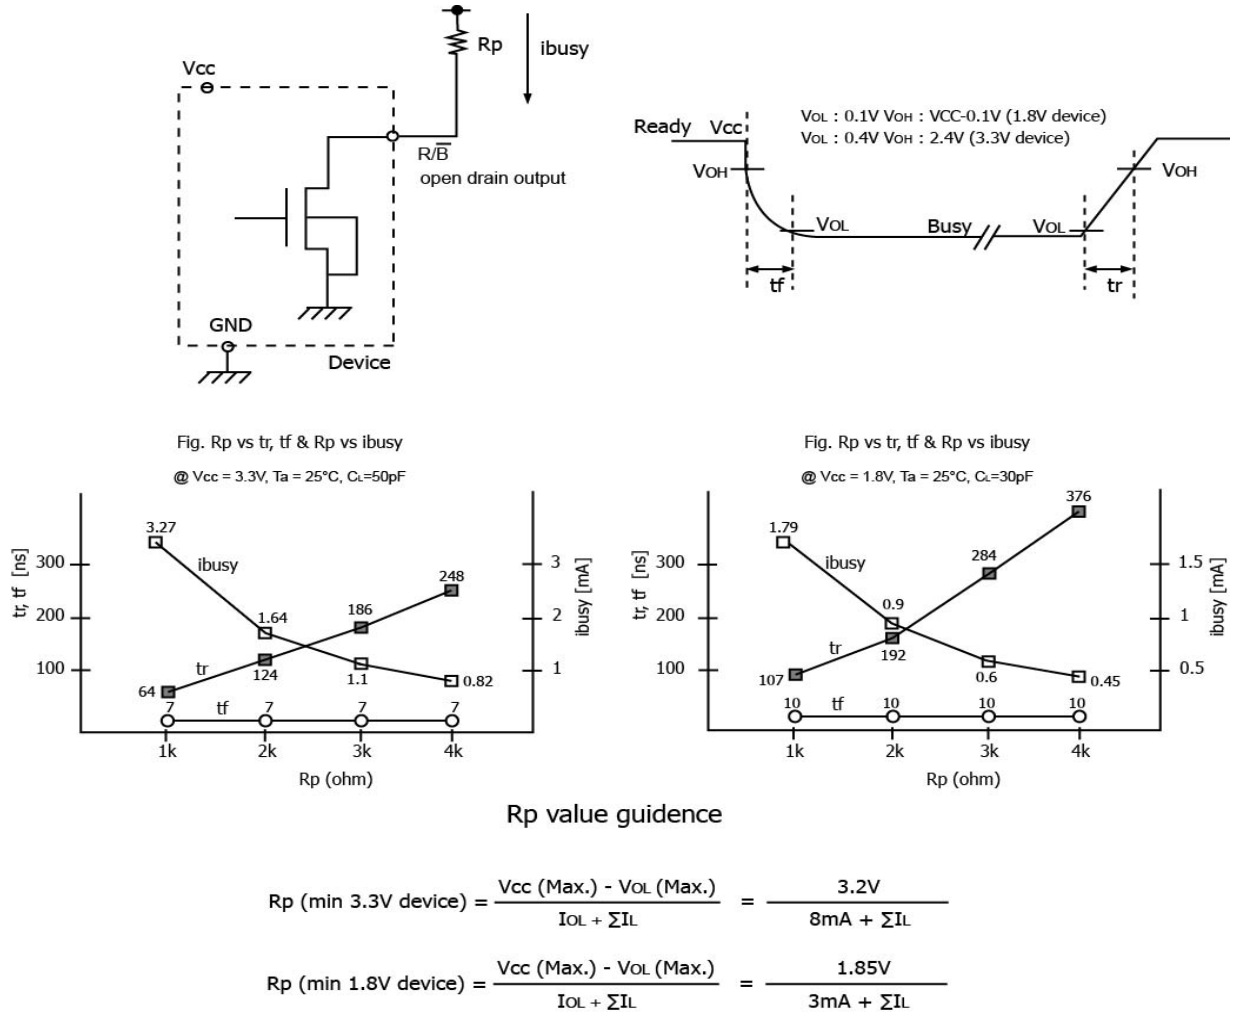 Rp
ibusy
Vcc
R/B̅
open drain output
GND
Device
VOL : 0.1V VOH : VCC-0.1V (1.8V device)
VOL : 0.4V VOH : 2.4V (3.3V device)
Ready Vcc
VOH
VOH
VOL
Busy
VOL
tf
tr
Fig. Rp vs tr, tf & Rp vs ibusy
@ Vcc = 3.3V, Ta = 25°C, CL=50pF
3.27
ibusy
300
3
248
tr, tf [ns]
ibusy [mA]
1.64
186
200
2
tr
124
1.1
0.82
100
1
64
7
tf
7
7
7
1k
2k
3k
4k
Rp (ohm)
Fig. Rp vs tr, tf & Rp vs ibusy
@ Vcc = 1.8V, Ta = 25°C, CL=30pF
376
1.79
ibusy
284
300
1.5
tr, tf [ns]
ibusy [mA]
0.9
200
1
tr
192
0.6
0.45
100
0.5
107
10
tf
10
10
10
1k
2k
3k
4k
Rp (ohm)
Rp value guidence
Rp (min 3.3V device) = Vcc (Max.) - VOL (Max.) = 3.2V
IOL + ∑IL 8mA + ∑IL
Rp (min 1.8V device) = Vcc (Max.) - VOL (Max.) = 1.85V
IOL + ∑IL 3mA + ∑IL